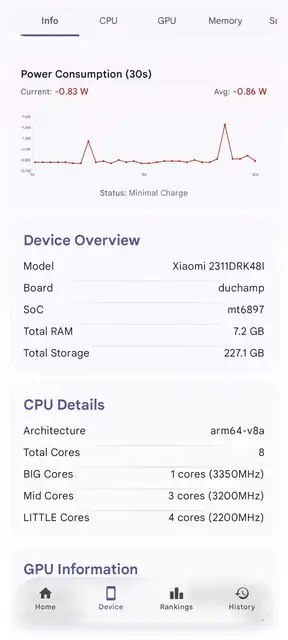 Info CPU GPU Memory
Power Consumption (30s)
Current: -0.83 W Avg: -0.86 W
Status: Minimal Charge
Device Overview
Model Xiaomi 2311DRK48I
Board duchamp
SoC mt6897
Total RAM 7.2 GB
Total Storage 227.1 GB
CPU Details
Architecture arm64-v8a
Total Cores 8
BIG Cores 1 cores (3350MHz)
Mid Cores 3 cores (3200MHz)
LITTLE Cores 4 cores (2200MHz)
GPU Information
Home Device Rankings History